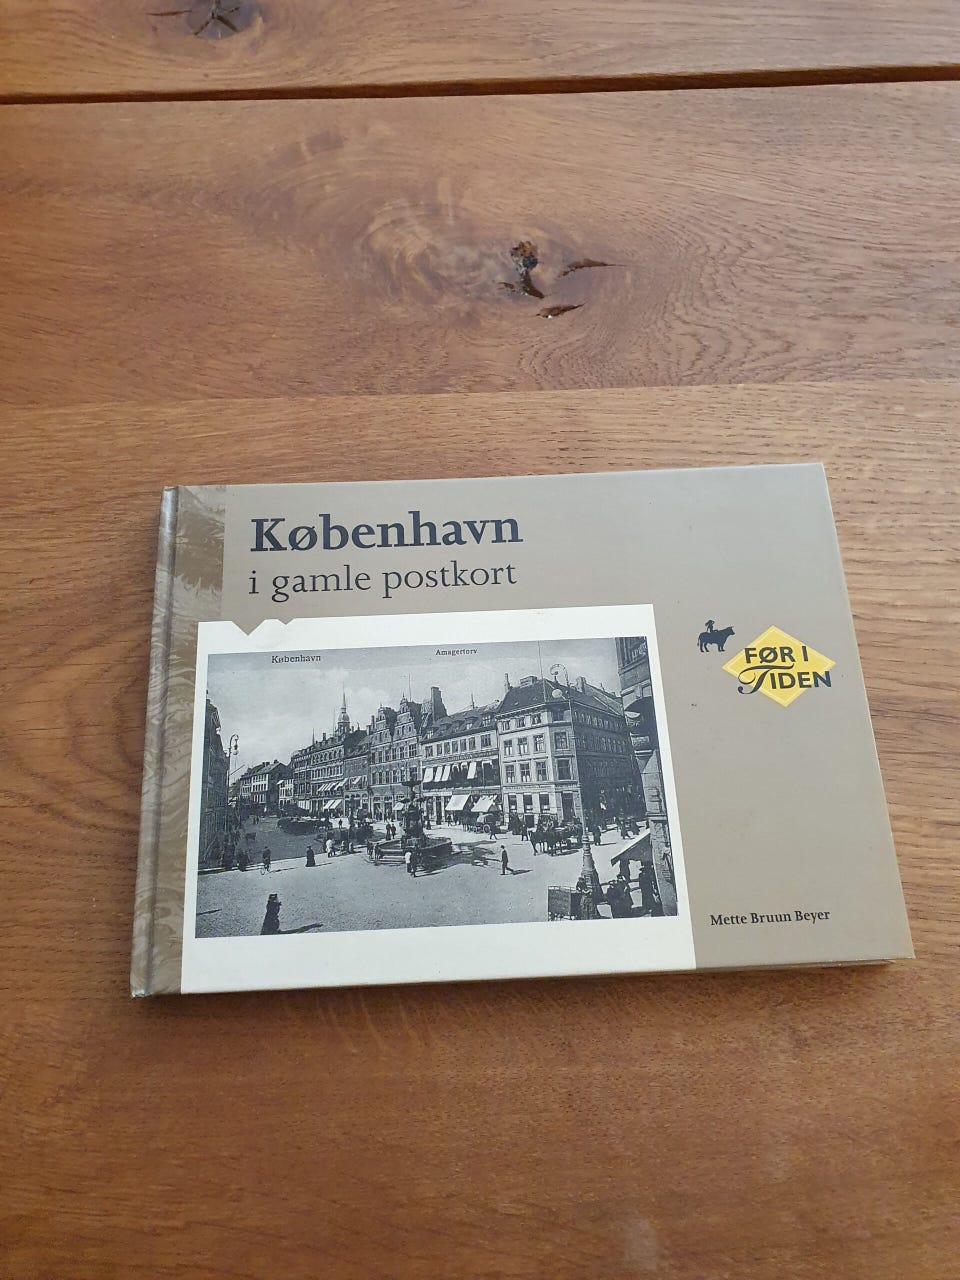 København
i gamle postkort
København
Amagertorv
FØR I
TIDEN
Mette Bruun Beyer